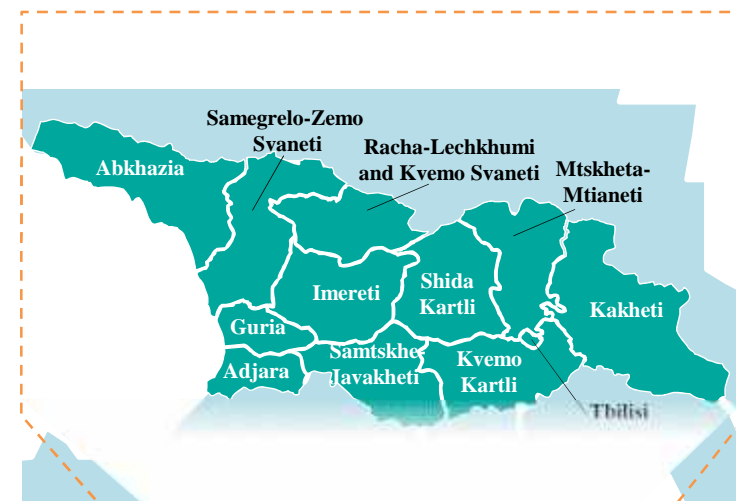 Samegrelo-Zemo
Svaneti
Abkhazia
Racha-Lechkhumi
and Kvemo Svaneti
Mtskheta-
Mtianeti
Imereti
Shida
Kartli
Kakheti
Guria
Adjara
Samtskhe-
Javakheti
Kvemo
Kartli
Tbilisi